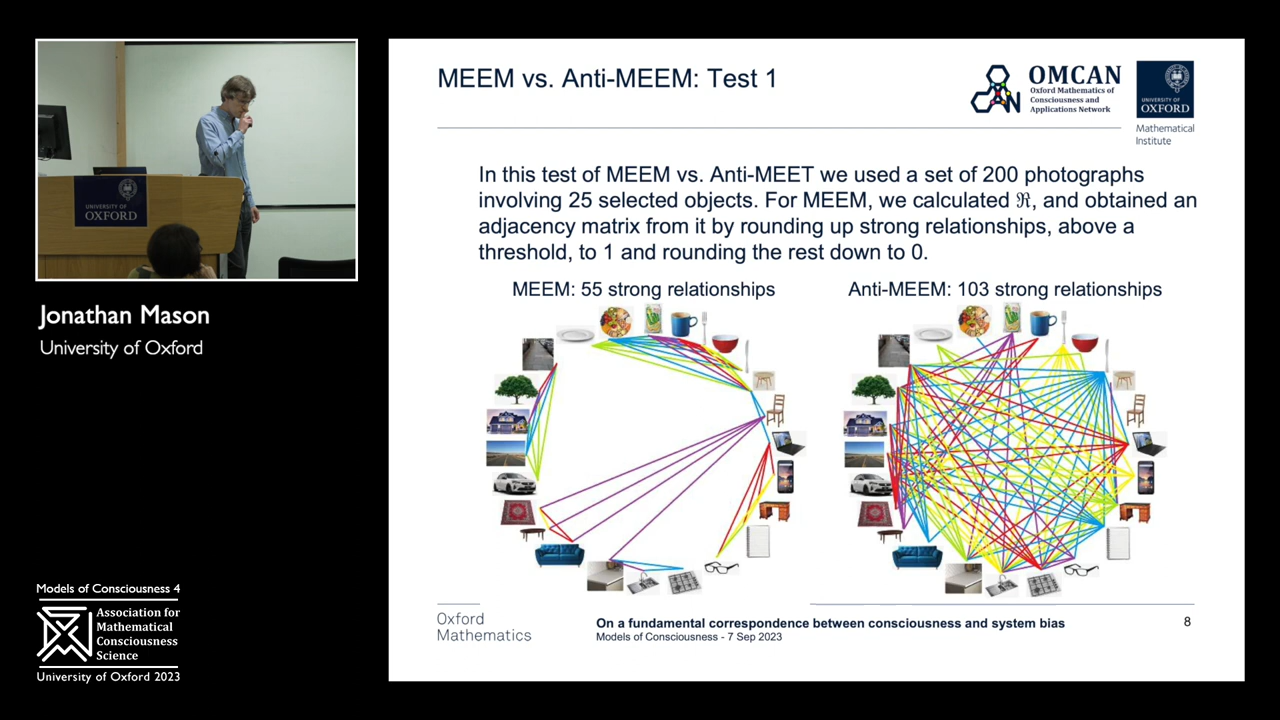 MEEM vs. Anti-MEEM: Test 1
OMCAN
Oxford Mathematics of
Consciousness and
Applications Network
UNIVERSITY OF
OXFORD
Mathematical
Institute
In this test of MEEM vs. Anti-MEET we used a set of 200 photographs
involving 25 selected objects. For MEEM, we calculated ℜ, and obtained an
adjacency matrix from it by rounding up strong relationships, above a
threshold, to 1 and rounding the rest down to 0.
MEEM: 55 strong relationships
Anti-MEEM: 103 strong relationships
UNIVERSITY OF
OXFORD
Jonathan Mason
University of Oxford
Models of Consciousness 4
Association for
Mathematical
Consciousness
Science
University of Oxford 2023
Oxford
Mathematics
On a fundamental correspondence between consciousness and system bias
Models of Consciousness - 7 Sep 2023
8